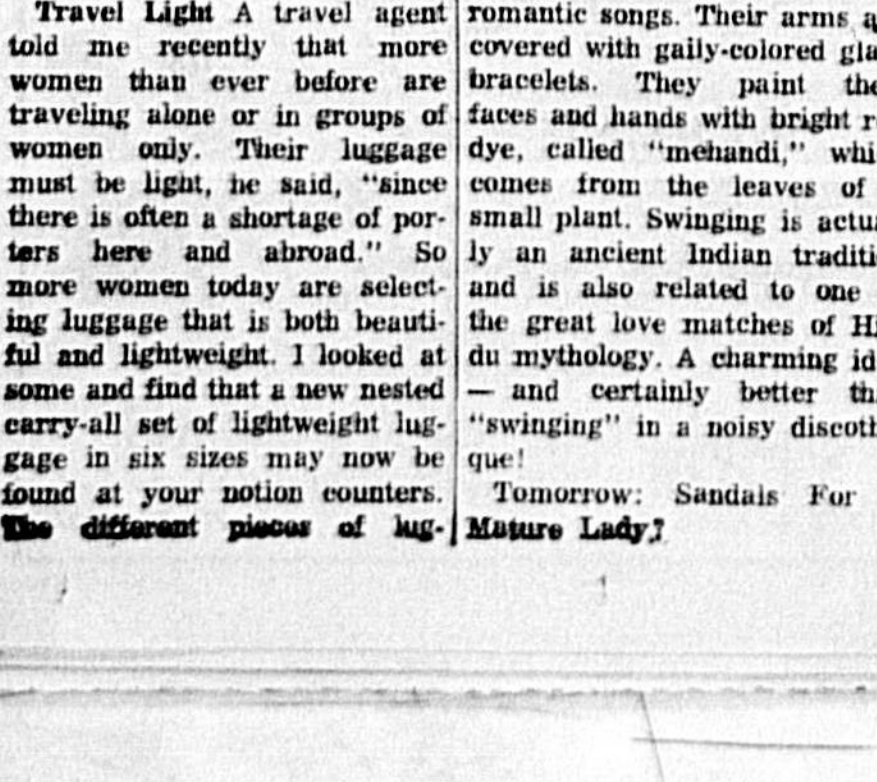 Travel Light A travel agent
told me recently that more
women than ever before are
traveling alone or in groups of
women only. Their luggage
must be light, he said, "since
there is often a shortage of por-
ters here and abroad." So
more women today are select-
ing luggage that is both beauti-
ful and lightweight. I looked at
some and find that a new nested
carry-all set of lightweight lug-
gage in six sizes may now be
found at your notion counters.
The different pieces of lug-
romantic songs. Their arms
covered with gaily-colored
bracelets. They paint
faces and hands with bright
dye, called "mehandi,"
comes from the leaves of
small plant. Swinging is
ly an ancient Indian
and is also related to one
the great love matches of
du mythology. A charming
— and certainly better
"swinging" in a noisy
que!
Tomorrow: Sandals For
Mature Lady?